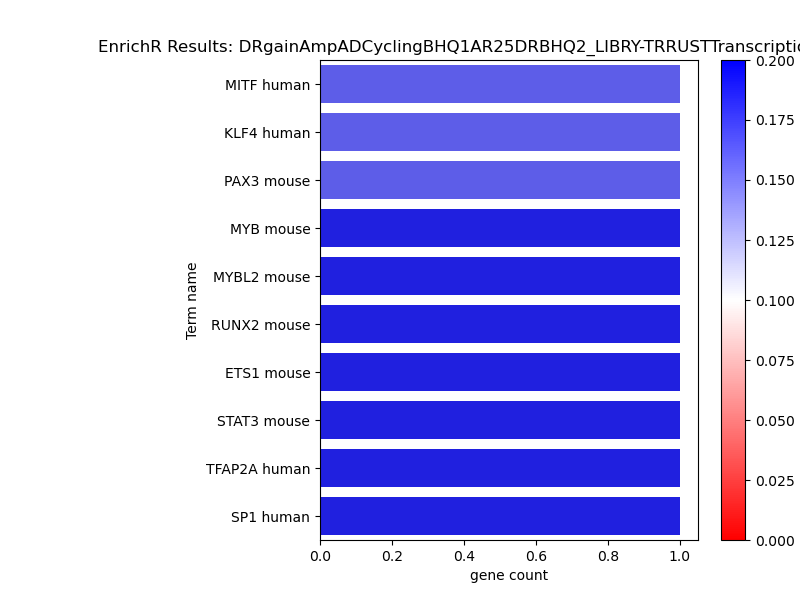 EnrichR Results: DRgainAmpADCyclingBHQ1AR25DRBHQ2_LIBRY-TRRUSTTranscriptio
MITF human
KLF4 human
PAX3 mouse
MYB mouse
MYBL2 mouse
RUNX2 mouse
ETS1 mouse
STAT3 mouse
TFAP2A human
SP1 human
Term name
0.0 0.2 0.4 0.6 0.8 1.0
gene count
0.200
0.175
0.150
0.125
0.100
0.075
0.050
0.025
0.000